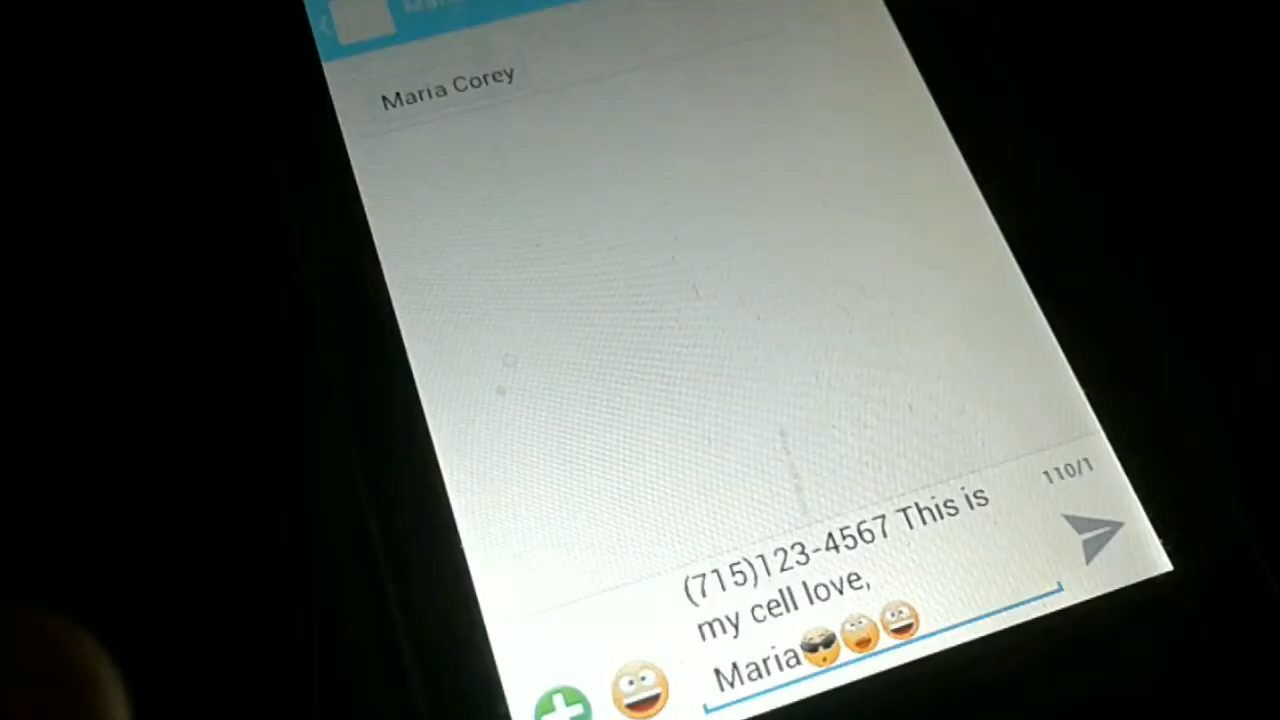 Maria Corey
110/1
(715)123-4567 This is
my cell love,
Maria